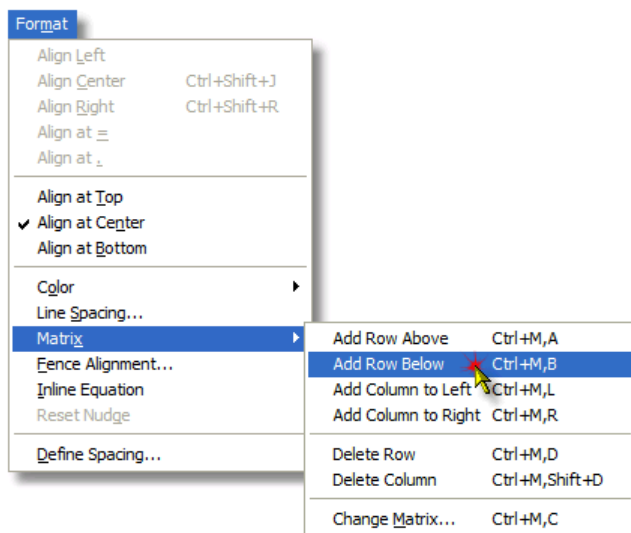 Format
Align Left
Align Center Ctrl+Shift+J
Align Right Ctrl+Shift+R
Align at =
Align at .
Align at Top
Align at Center
Align at Bottom
Color
Line Spacing...
Matrix
Fence Alignment...
Inline Equation
Reset Nudge
Define Spacing...
Add Row Above Ctrl+M,A
Add Row Below Ctrl+M,B
Add Column to Left Ctrl+M,L
Add Column to Right Ctrl+M,R
Delete Row Ctrl+M,D
Delete Column Ctrl+M,Shift+D
Change Matrix... Ctrl+M,C